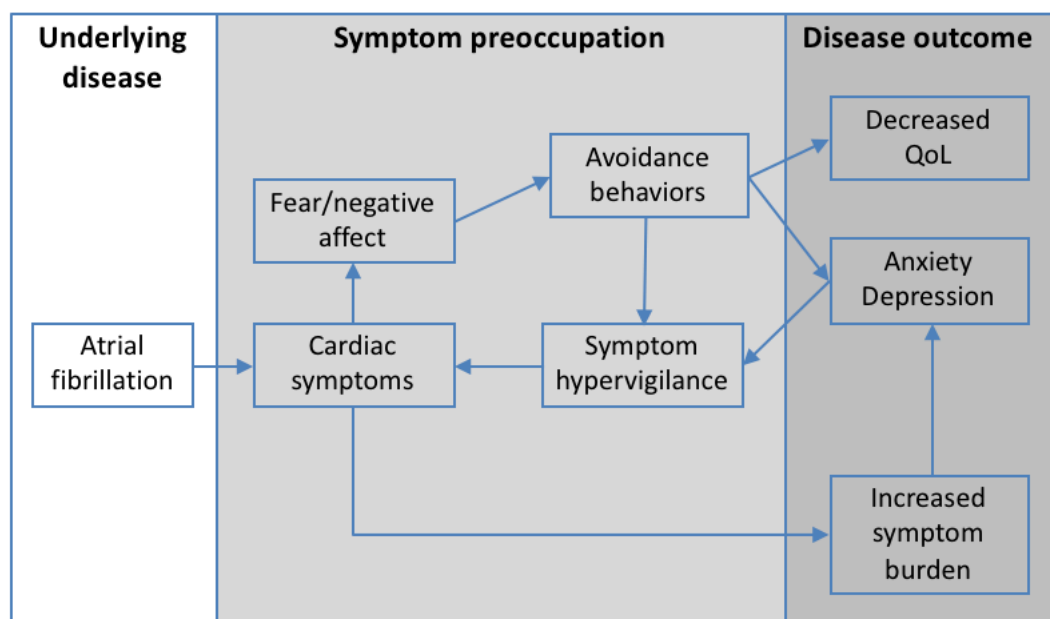 Underlying
disease
Symptom preoccupation
Disease outcome
Decreased
QoL
Avoidance
behaviors
Fear/negative
affect
Anxiety
Depression
Atrial
fibrillation
Cardiac
symptoms
Symptom
hypervigilance
Increased
symptom
burden